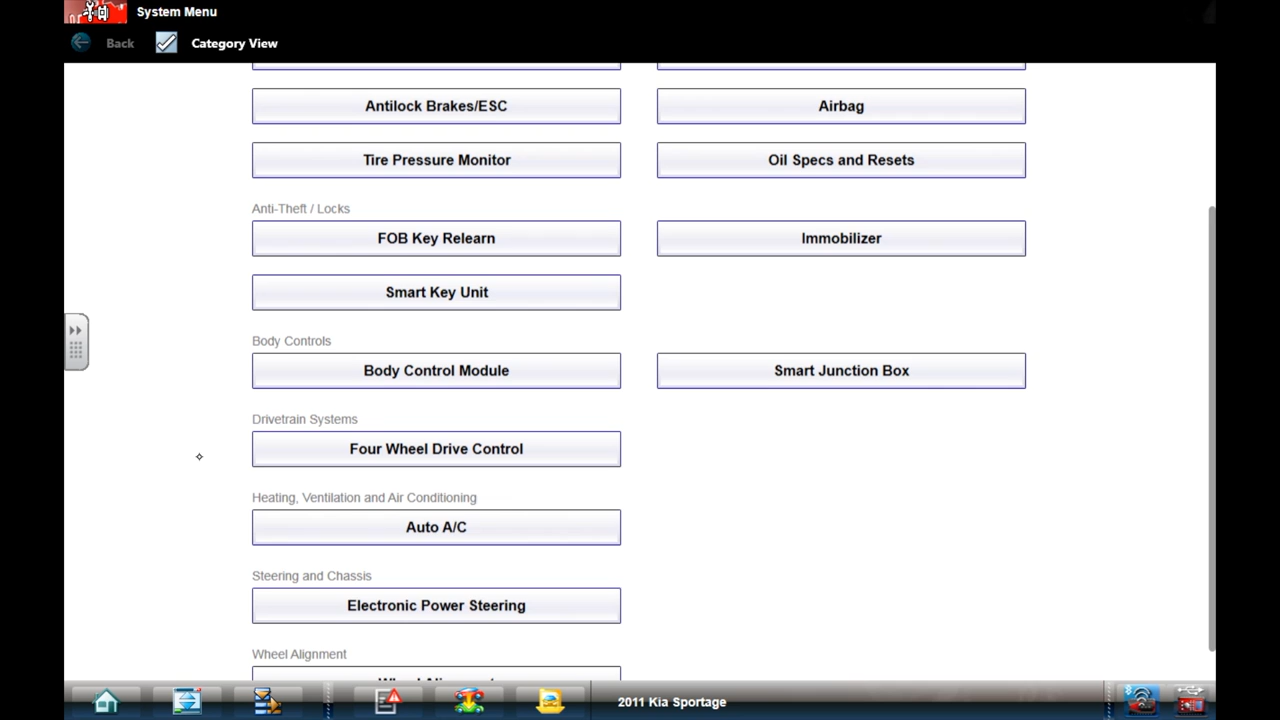 System Menu
Back
Category View
Antilock Brakes/ESC
Airbag
Tire Pressure Monitor
Oil Specs and Resets
Anti-Theft / Locks
FOB Key Relearn
Immobilizer
Smart Key Unit
Body Controls
Body Control Module
Smart Junction Box
Drivetrain Systems
Four Wheel Drive Control
Heating, Ventilation and Air Conditioning
Auto A/C
Steering and Chassis
Electronic Power Steering
Wheel Alignment
Wheel Alignment
2011 Kia Sportage